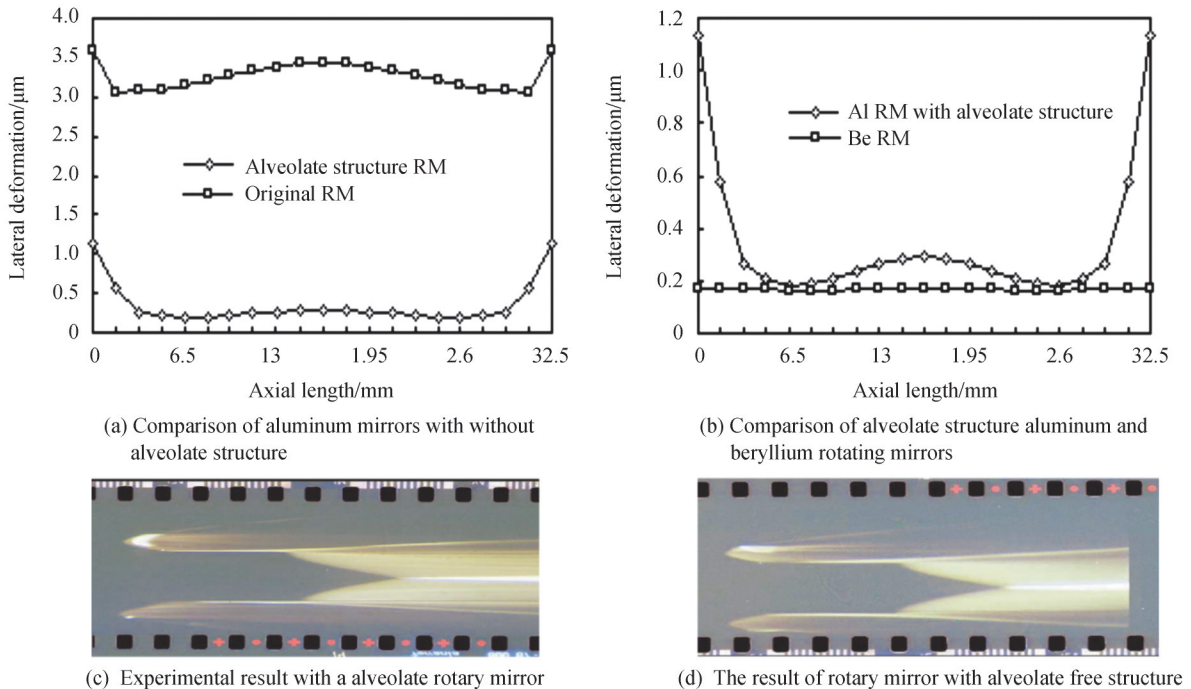 4.0
3.5
3.0
2.5
2.0
1.5
1.0
0.5
0
Lateral deformation/μm
Alveolate structure RM
Original RM
0 6.5 13 1.95 2.6 32.5
Axial length/mm
(a) Comparison of aluminum mirrors with without
alveolate structure
1.2
1.0
0.8
0.6
0.4
0.2
0
Lateral deformation/μm
Al RM with alveolate structure
Be RM
0 6.5 13 1.95 2.6 32.5
Axial length/mm
(b) Comparison of alveolate structure aluminum and
beryllium rotating mirrors
(c) Experimental result with a alveolate rotary mirror
(d) The result of rotary mirror with alveolate free structure